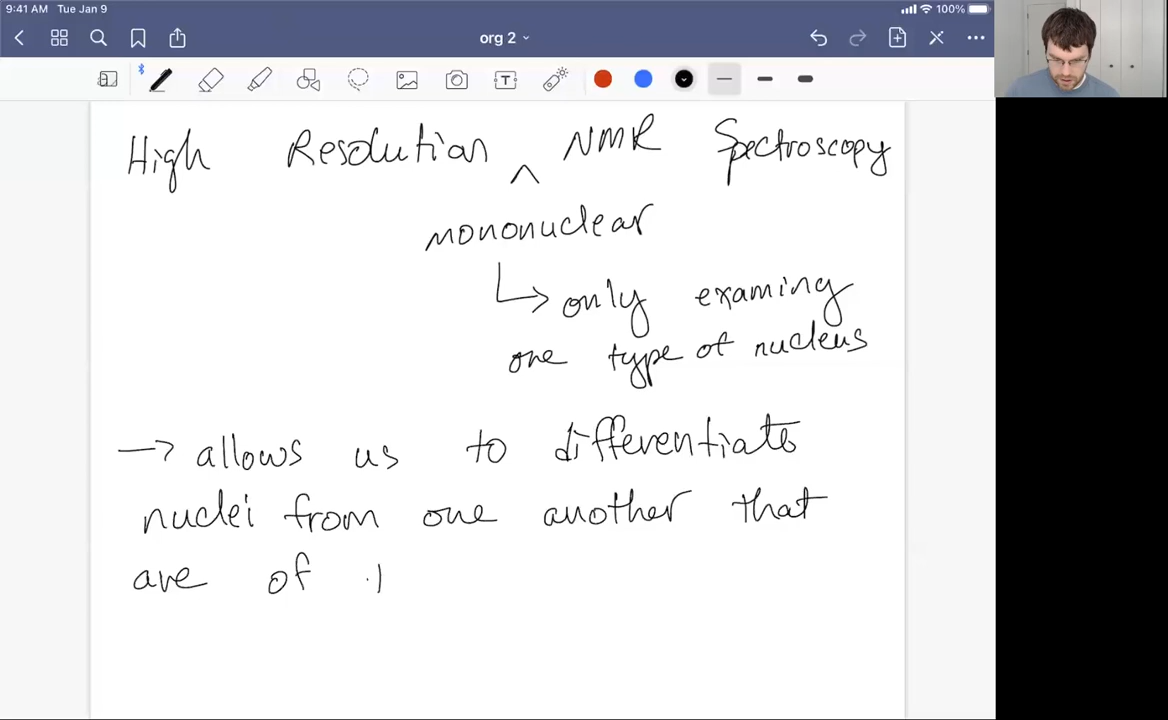 9:41 AM Tue Jan 9
100%
org 2
High Resolution ^ NMR Spectroscopy
mononuclear
↳ only examing
one type of nucleus
→ allows us to differentiate
nuclei from one another that
are of